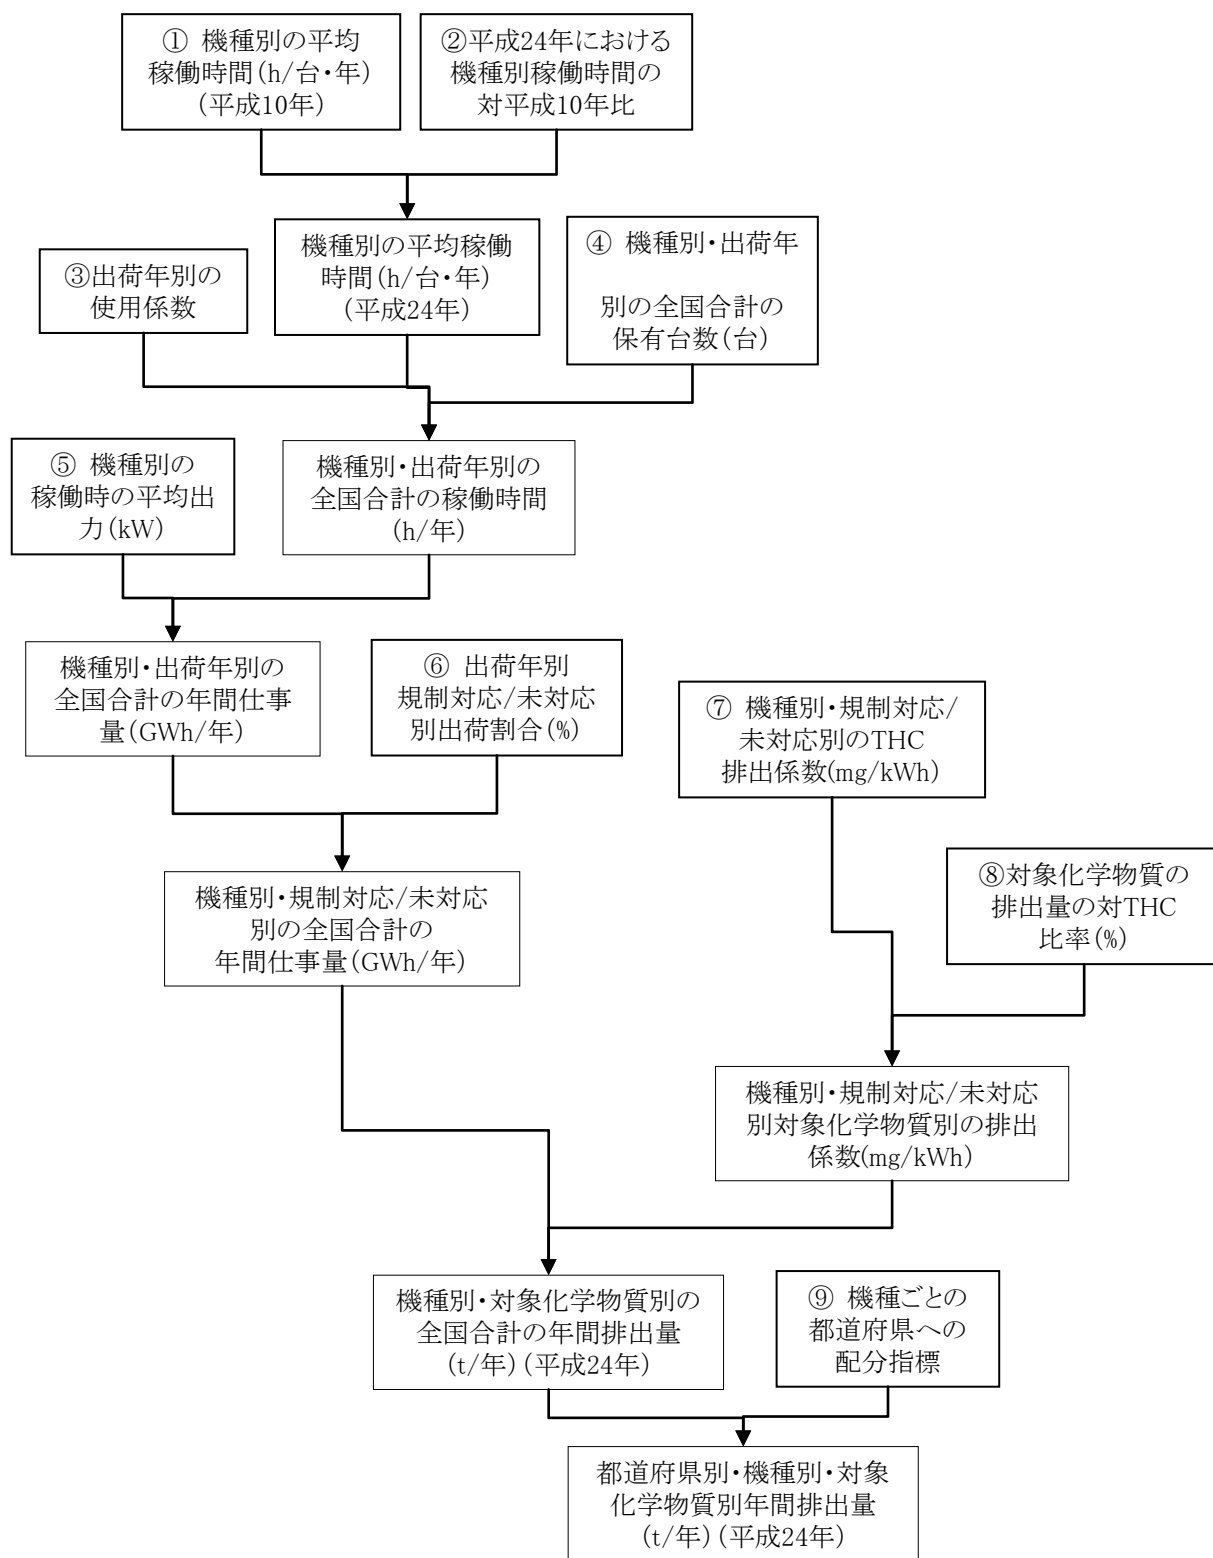 ① 機種別の平均
稼働時間(h/台・年)
(平成10年)
②平成24年における
機種別稼働時間の
対平成10年比
③出荷年別の
使用係数
機種別の平均稼働
時間(h/台・年)
(平成24年)
④ 機種別・出荷年
別の全国合計の
保有台数(台)
⑤ 機種別の
稼働時の平均出
力(kW)
機種別・出荷年別の
全国合計の稼働時間
(h/年)
機種別・出荷年別の
全国合計の年間仕事
量(GWh/年)
⑥ 出荷年別
規制対応/未対応
別出荷割合(%)
⑦ 機種別・規制対応/
未対応別のTHC
排出係数(mg/kWh)
機種別・規制対応/未対応
別の全国合計の
年間仕事量(GWh/年)
⑧対象化学物質の
排出量の対THC
比率(%)
機種別・規制対応/未対応
別対象化学物質別の排出
係数(mg/kWh)
機種別・対象化学物質別の
全国合計の年間排出量
(t/年)(平成24年)
⑨ 機種ごとの
都道府県への
配分指標
都道府県別・機種別・対象
化学物質別年間排出量
(t/年)(平成24年)